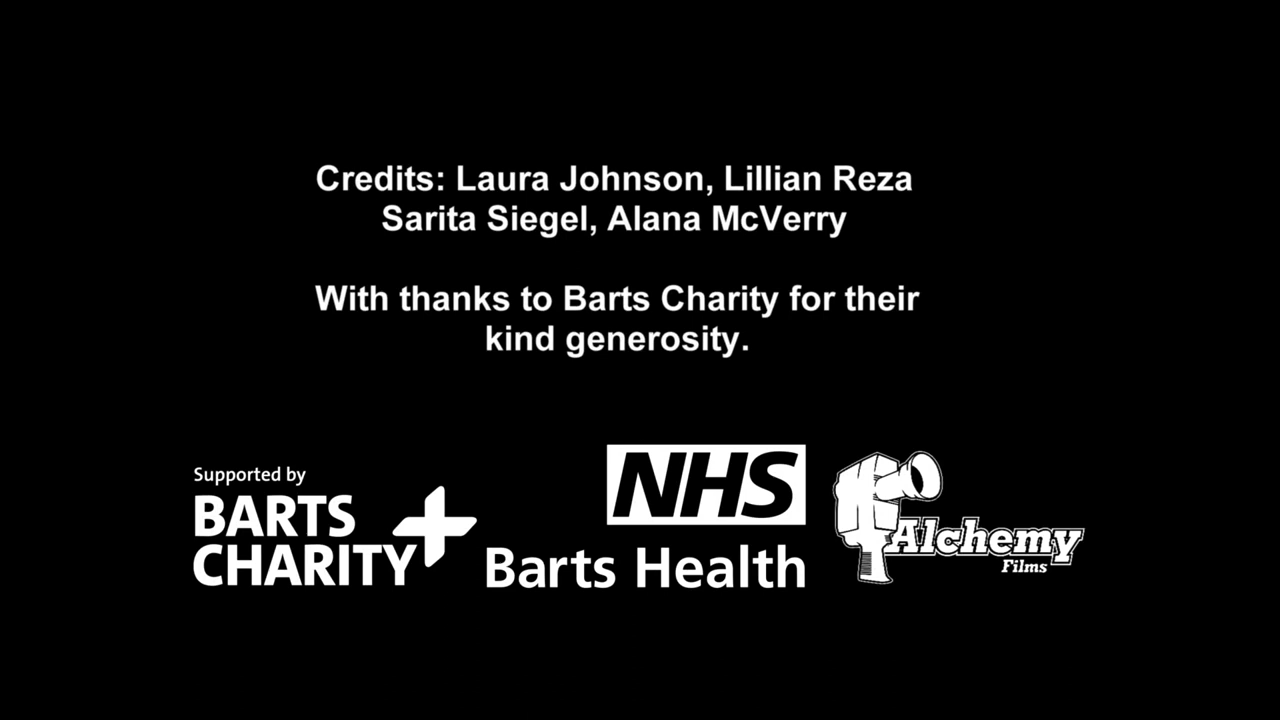 Credits: Laura Johnson, Lillian Reza
Sarita Siegel, Alana McVerry
With thanks to Barts Charity for their
kind generosity.
Supported by
BARTS
CHARITY
NHS
Barts Health
Alchemy
Films